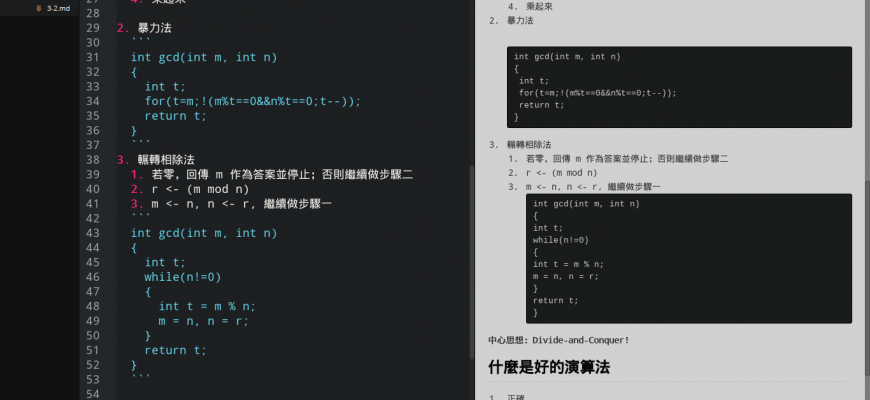 3-2.md
27 4. 乘起來
28
29 2. 暴力法
30 ```
31 int gcd(int m, int n)
32 {
33 int t;
34 for(t=m;!(m%t==0&&n%t==0;t--));
35 return t;
36 }
37 ```
38 3. 輾轉相除法
39 1. 若零，回傳 m 作為答案並停止；否則繼續做步驟二
40 2. r <- (m mod n)
41 3. m <- n, n <- r, 繼續做步驟一
42 ```
43 int gcd(int m, int n)
44 {
45 int t;
46 while(n!=0)
47 {
48 int t = m % n;
49 m = n, n = r;
50 }
51 return t;
52 }
53 ```
54
4. 乘起來
2. 暴力法
int gcd(int m, int n)
{
int t;
for(t=m;!(m%t==0&&n%t==0;t--));
return t;
}
3. 輾轉相除法
1. 若零，回傳 m 作為答案並停止；否則繼續做步驟二
2. r <- (m mod n)
3. m <- n, n <- r, 繼續做步驟一
int gcd(int m, int n)
{
int t;
while(n!=0)
{
int t = m % n;
m = n, n = r;
}
return t;
}
中心思想: Divide-and-Conquer!
什麼是好的演算法
1. 正確